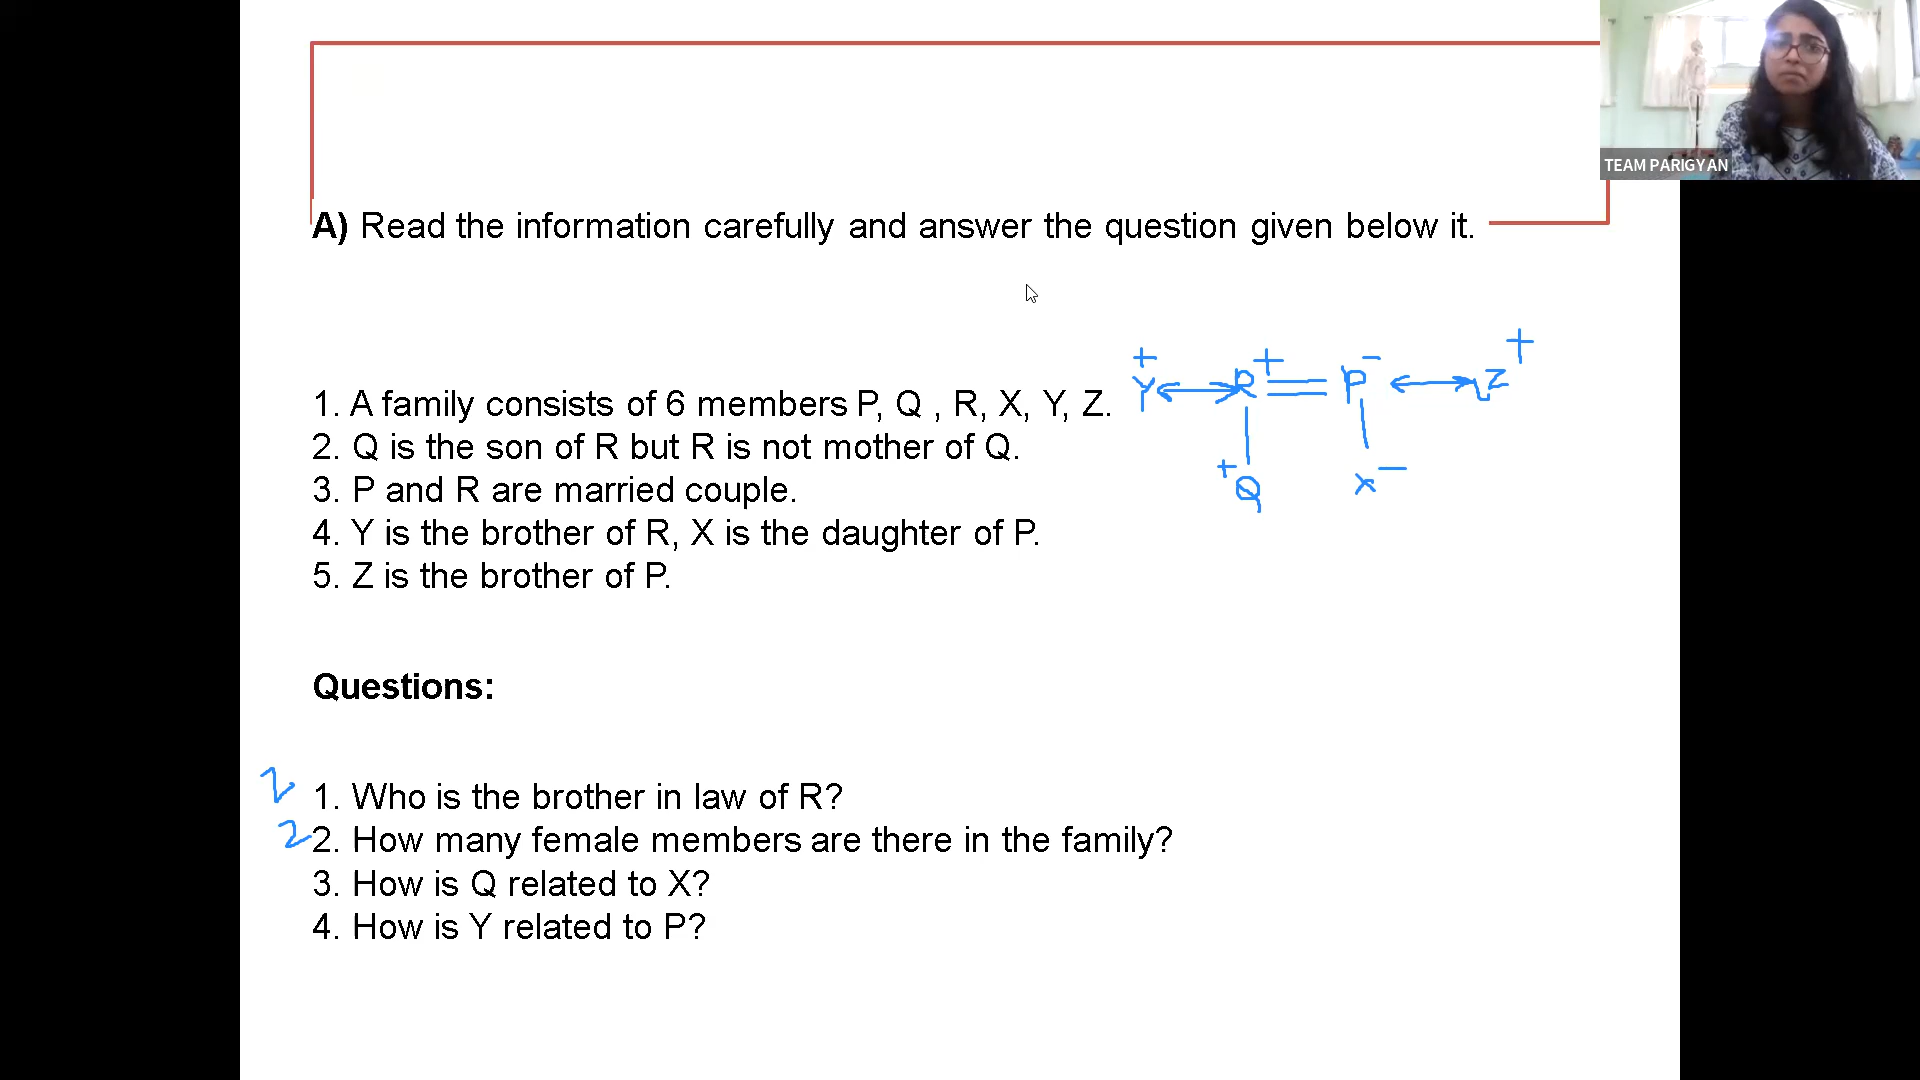 TEAM PARIGYAN
A) Read the information carefully and answer the question given below it.
1. A family consists of 6 members P, Q , R, X, Y, Z.
2. Q is the son of R but R is not mother of Q.
3. P and R are married couple.
4. Y is the brother of R, X is the daughter of P.
5. Z is the brother of P.
+ + - +
Y R P Z
+ -
Q X
Questions:
Z 1. Who is the brother in law of R?
2 2. How many female members are there in the family?
3. How is Q related to X?
4. How is Y related to P?